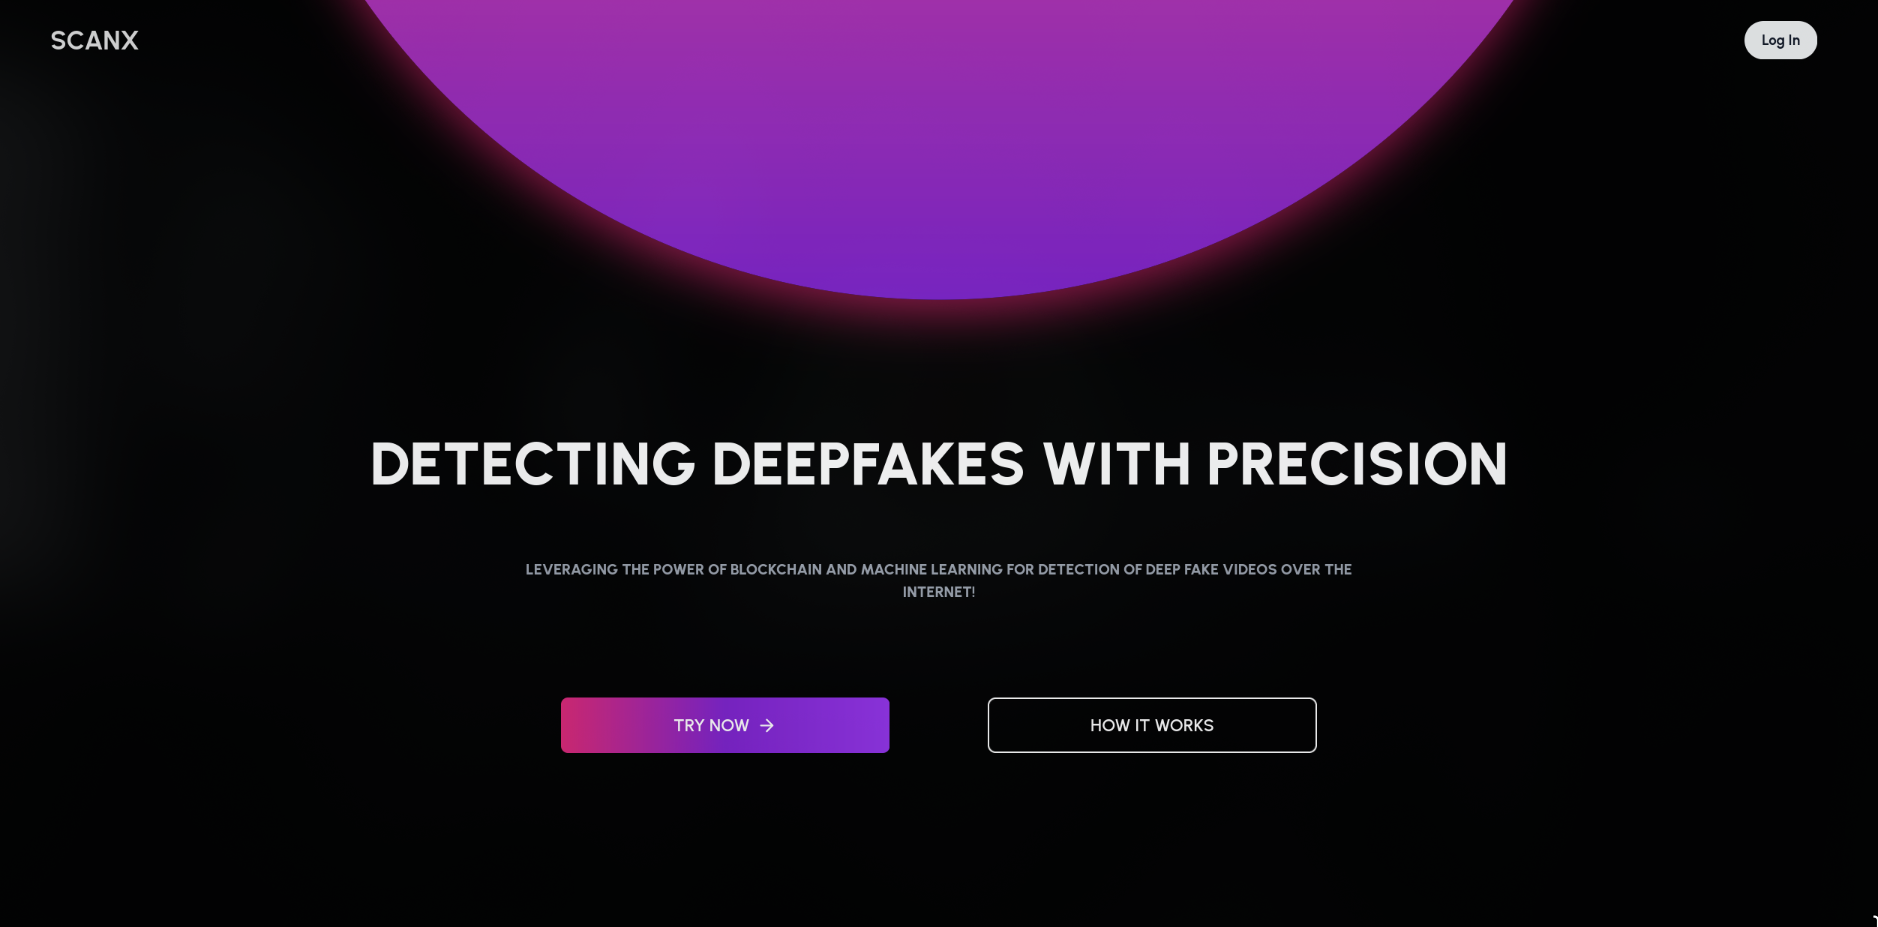 SCANX
Log In
DETECTING DEEPFAKES WITH PRECISION
LEVERAGING THE POWER OF BLOCKCHAIN AND MACHINE LEARNING FOR DETECTION OF DEEP FAKE VIDEOS OVER THE
INTERNET!
TRY NOW →
HOW IT WORKS